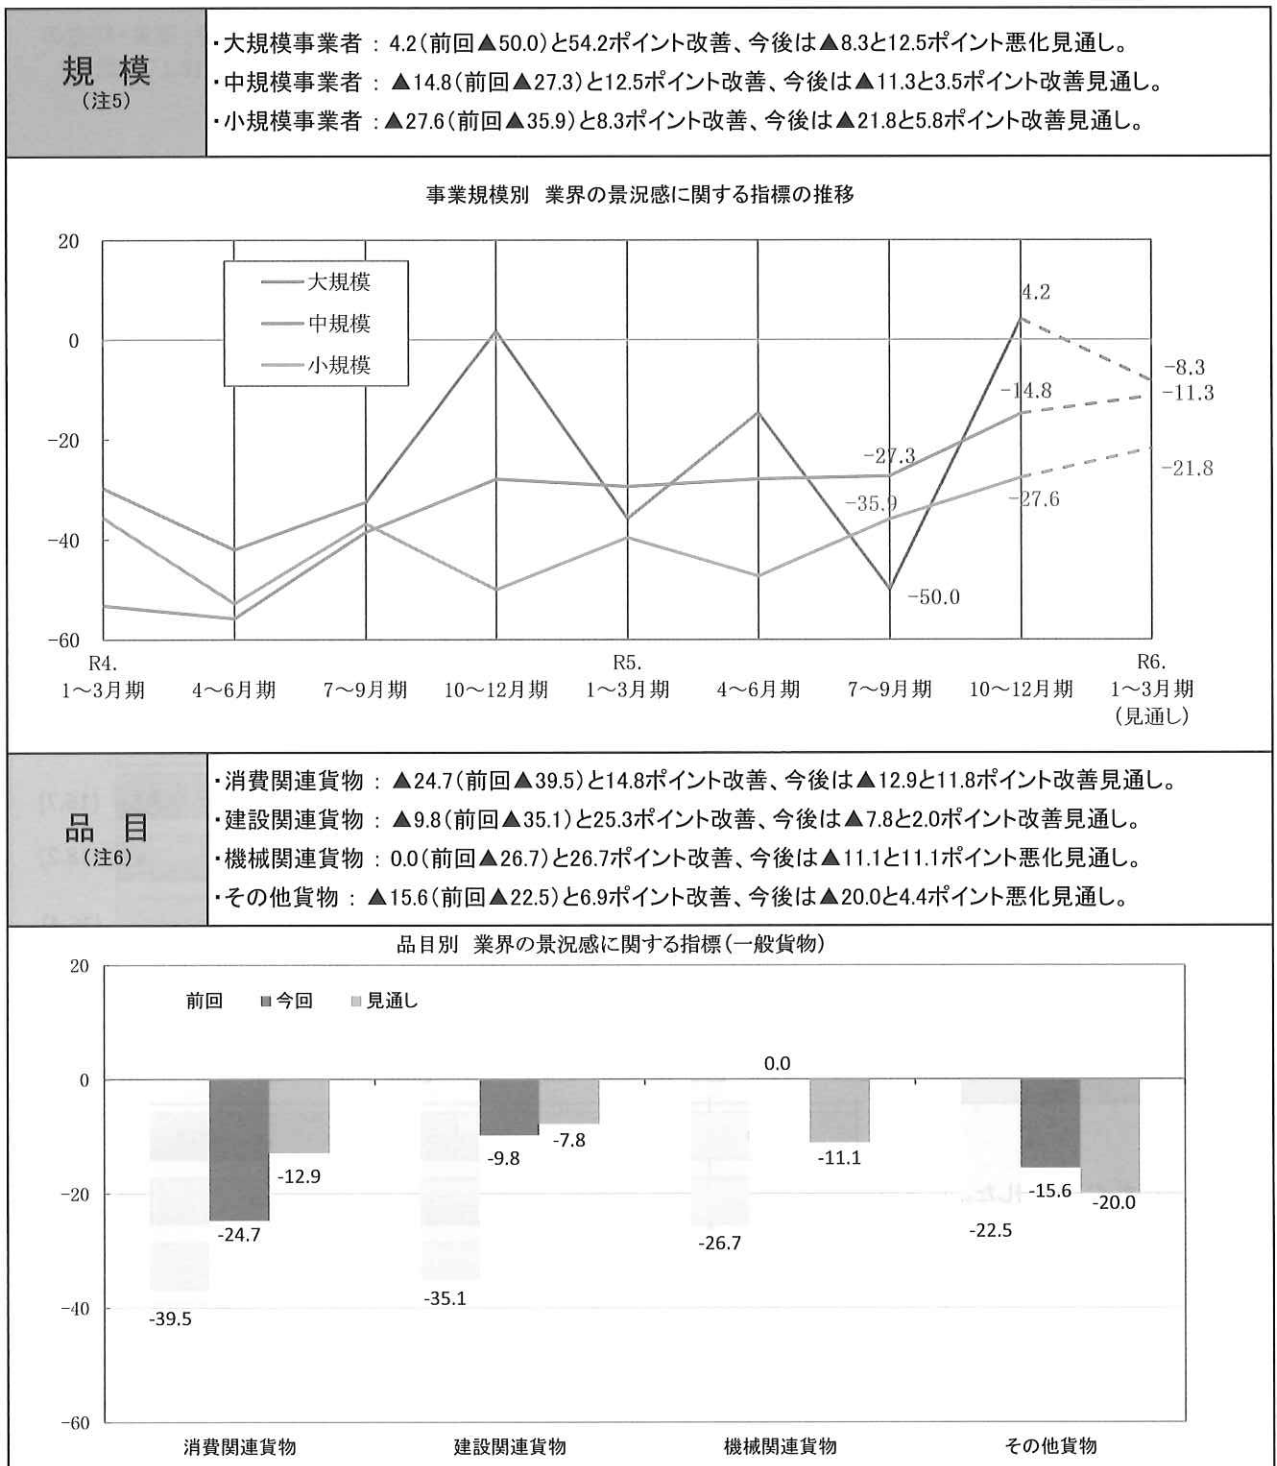 規 模
(注5)
・大規模事業者 : 4.2(前回▲50.0)と54.2ポイント改善、今後は▲8.3と12.5ポイント悪化見通し。
・中規模事業者 : ▲14.8(前回▲27.3)と12.5ポイント改善、今後は▲11.3と3.5ポイント改善見通し。
・小規模事業者 : ▲27.6(前回▲35.9)と8.3ポイント改善、今後は▲21.8と5.8ポイント改善見通し。
事業規模別 業界の景況感に関する指標の推移
20
0
-20
-40
-60
大規模
中規模
小規模
4.2
-8.3
-14.8
-11.3
-27.3
-21.8
-35.9
-27.6
-50.0
R4.
R5.
R6.
1～3月期
4～6月期
7～9月期
10～12月期
1～3月期
4～6月期
7～9月期
10～12月期
1～3月期
(見通し)
品 目
(注6)
・消費関連貨物 : ▲24.7(前回▲39.5)と14.8ポイント改善、今後は▲12.9と11.8ポイント改善見通し。
・建設関連貨物 : ▲9.8(前回▲35.1)と25.3ポイント改善、今後は▲7.8と2.0ポイント改善見通し。
・機械関連貨物 : 0.0(前回▲26.7)と26.7ポイント改善、今後は▲11.1と11.1ポイント悪化見通し。
・その他貨物 : ▲15.6(前回▲22.5)と6.9ポイント改善、今後は▲20.0と4.4ポイント悪化見通し。
品目別 業界の景況感に関する指標(一般貨物)
20
0
-20
-40
-60
前回
今回
見通し
-39.5
-24.7
-12.9
-35.1
-9.8
-7.8
-26.7
0.0
-11.1
-22.5
-15.6
-20.0
消費関連貨物
建設関連貨物
機械関連貨物
その他貨物